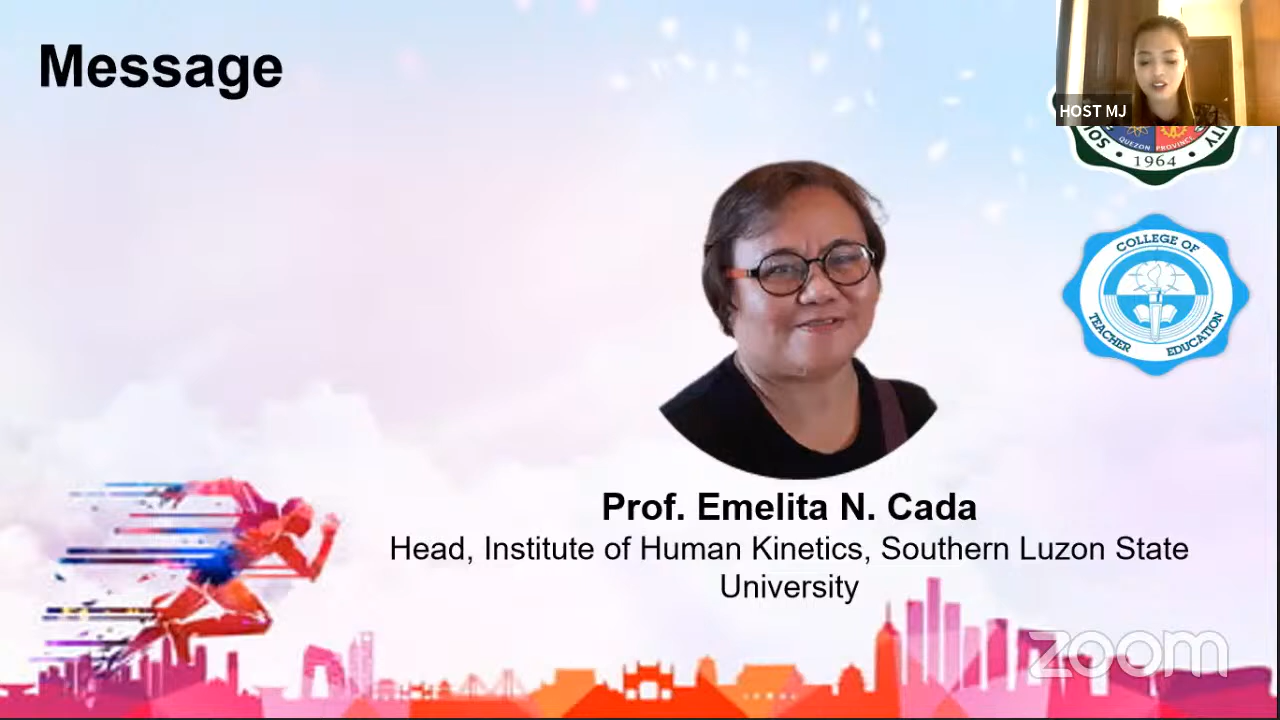 Message
HOST MJ
QUEZON PROVINCE
1964
COLLEGE OF
TEACHER EDUCATION
Prof. Emelita N. Cada
Head, Institute of Human Kinetics, Southern Luzon State
University
zoom